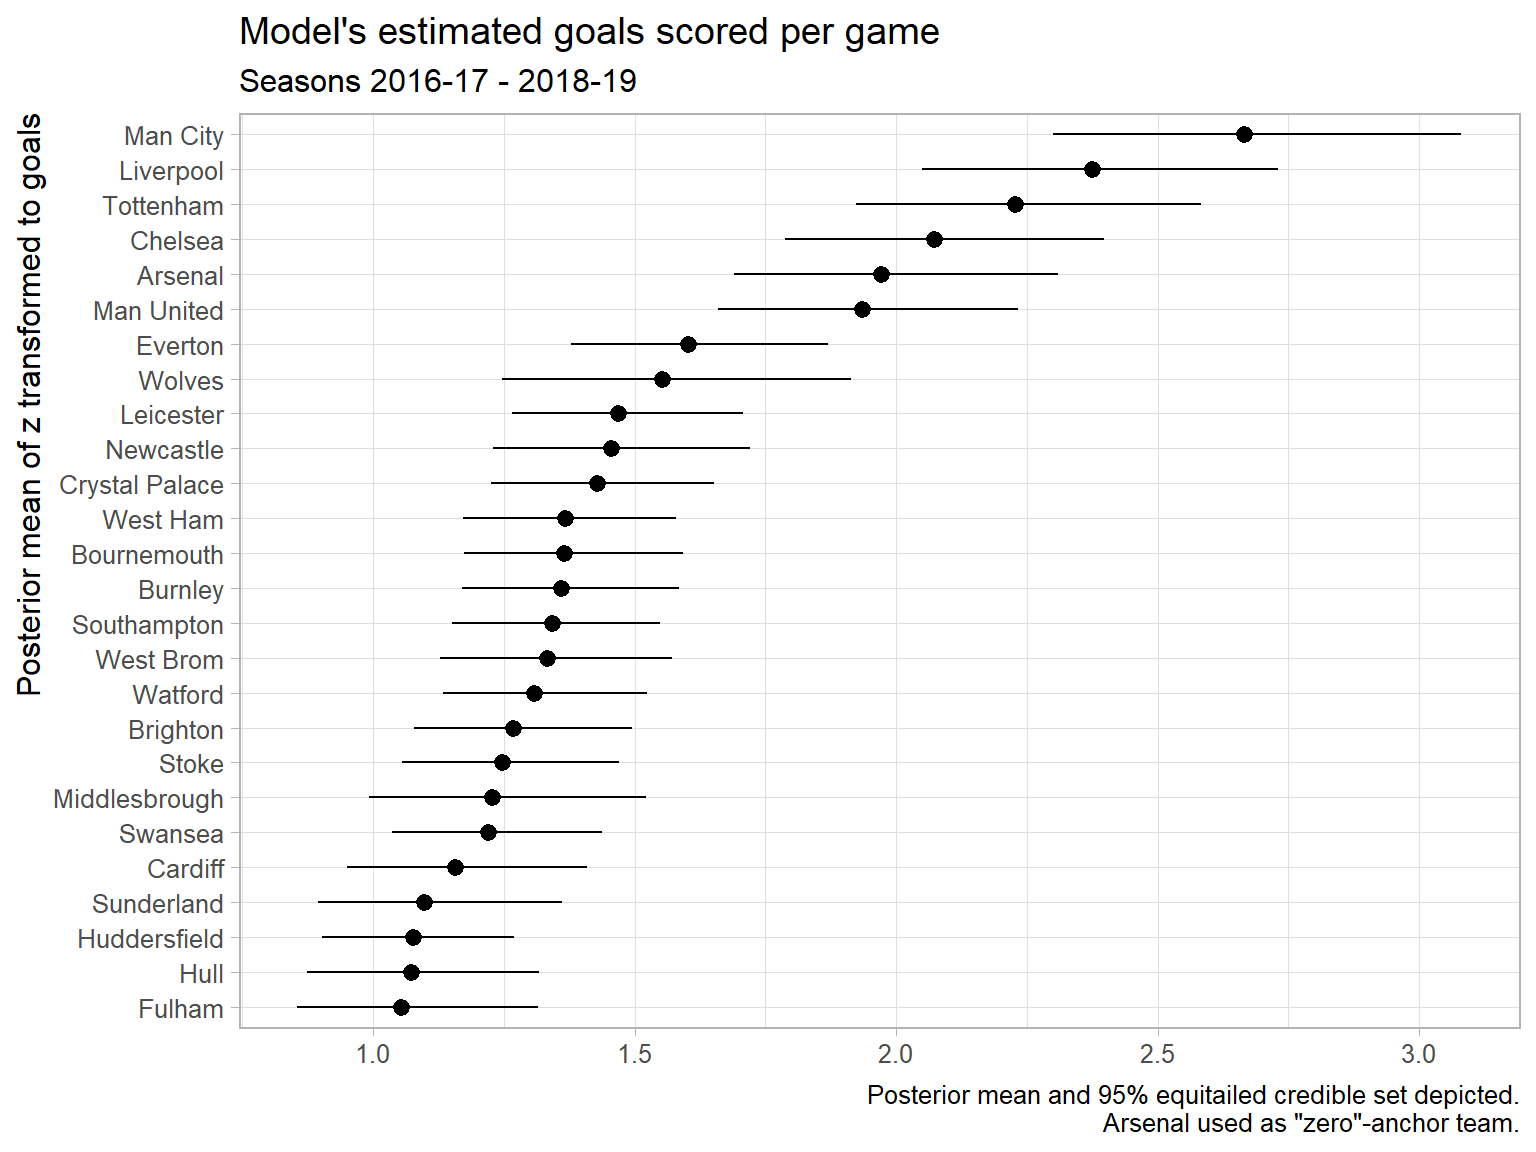 Model's estimated goals scored per game
Seasons 2016-17 - 2018-19
Posterior mean of z transformed to goals
Man City
Liverpool
Tottenham
Chelsea
Arsenal
Man United
Everton
Wolves
Leicester
Newcastle
Crystal Palace
West Ham
Bournemouth
Burnley
Southampton
West Brom
Watford
Brighton
Stoke
Middlesbrough
Swansea
Cardiff
Sunderland
Huddersfield
Hull
Fulham
1.0 1.5 2.0 2.5 3.0
Posterior mean and 95% equitailed credible set depicted.
Arsenal used as "zero"-anchor team.